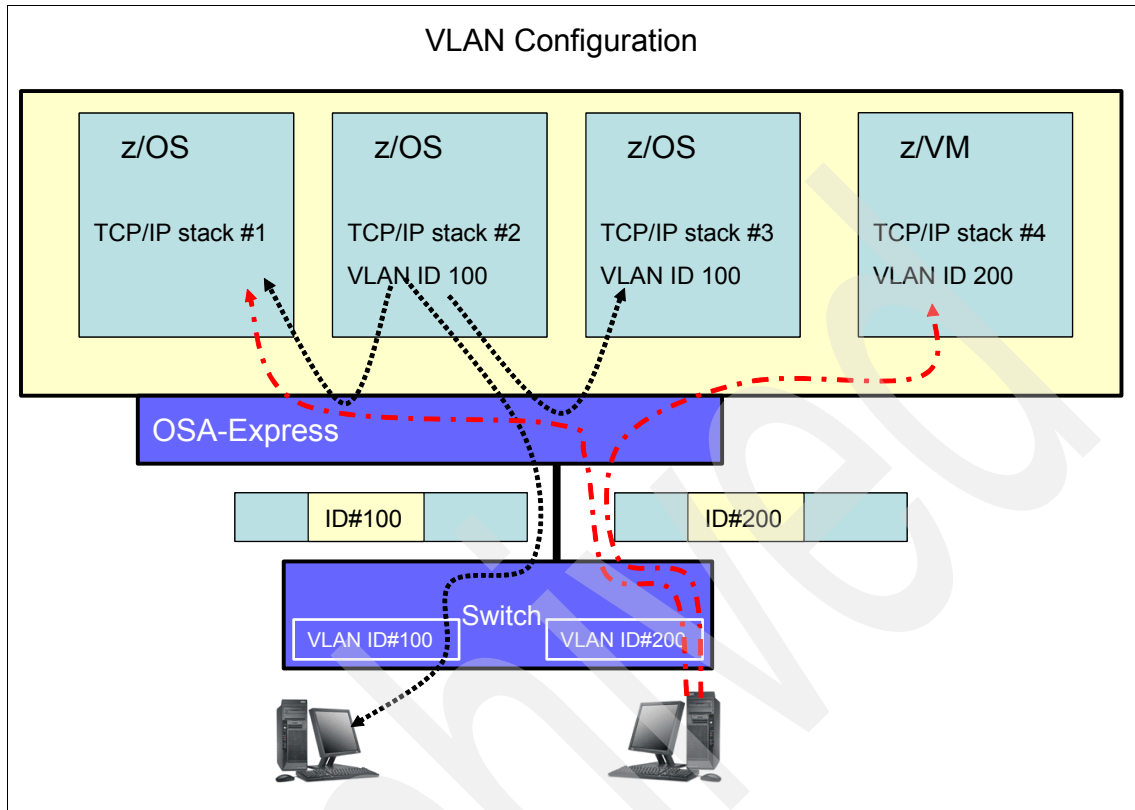 VLAN Configuration
z/OS
z/OS
z/OS
z/VM
TCP/IP stack #1
TCP/IP stack #2
TCP/IP stack #3
TCP/IP stack #4
VLAN ID 100
VLAN ID 100
VLAN ID 200
OSA-Express
ID#100
ID#200
Switch
VLAN ID#100
VLAN ID#200